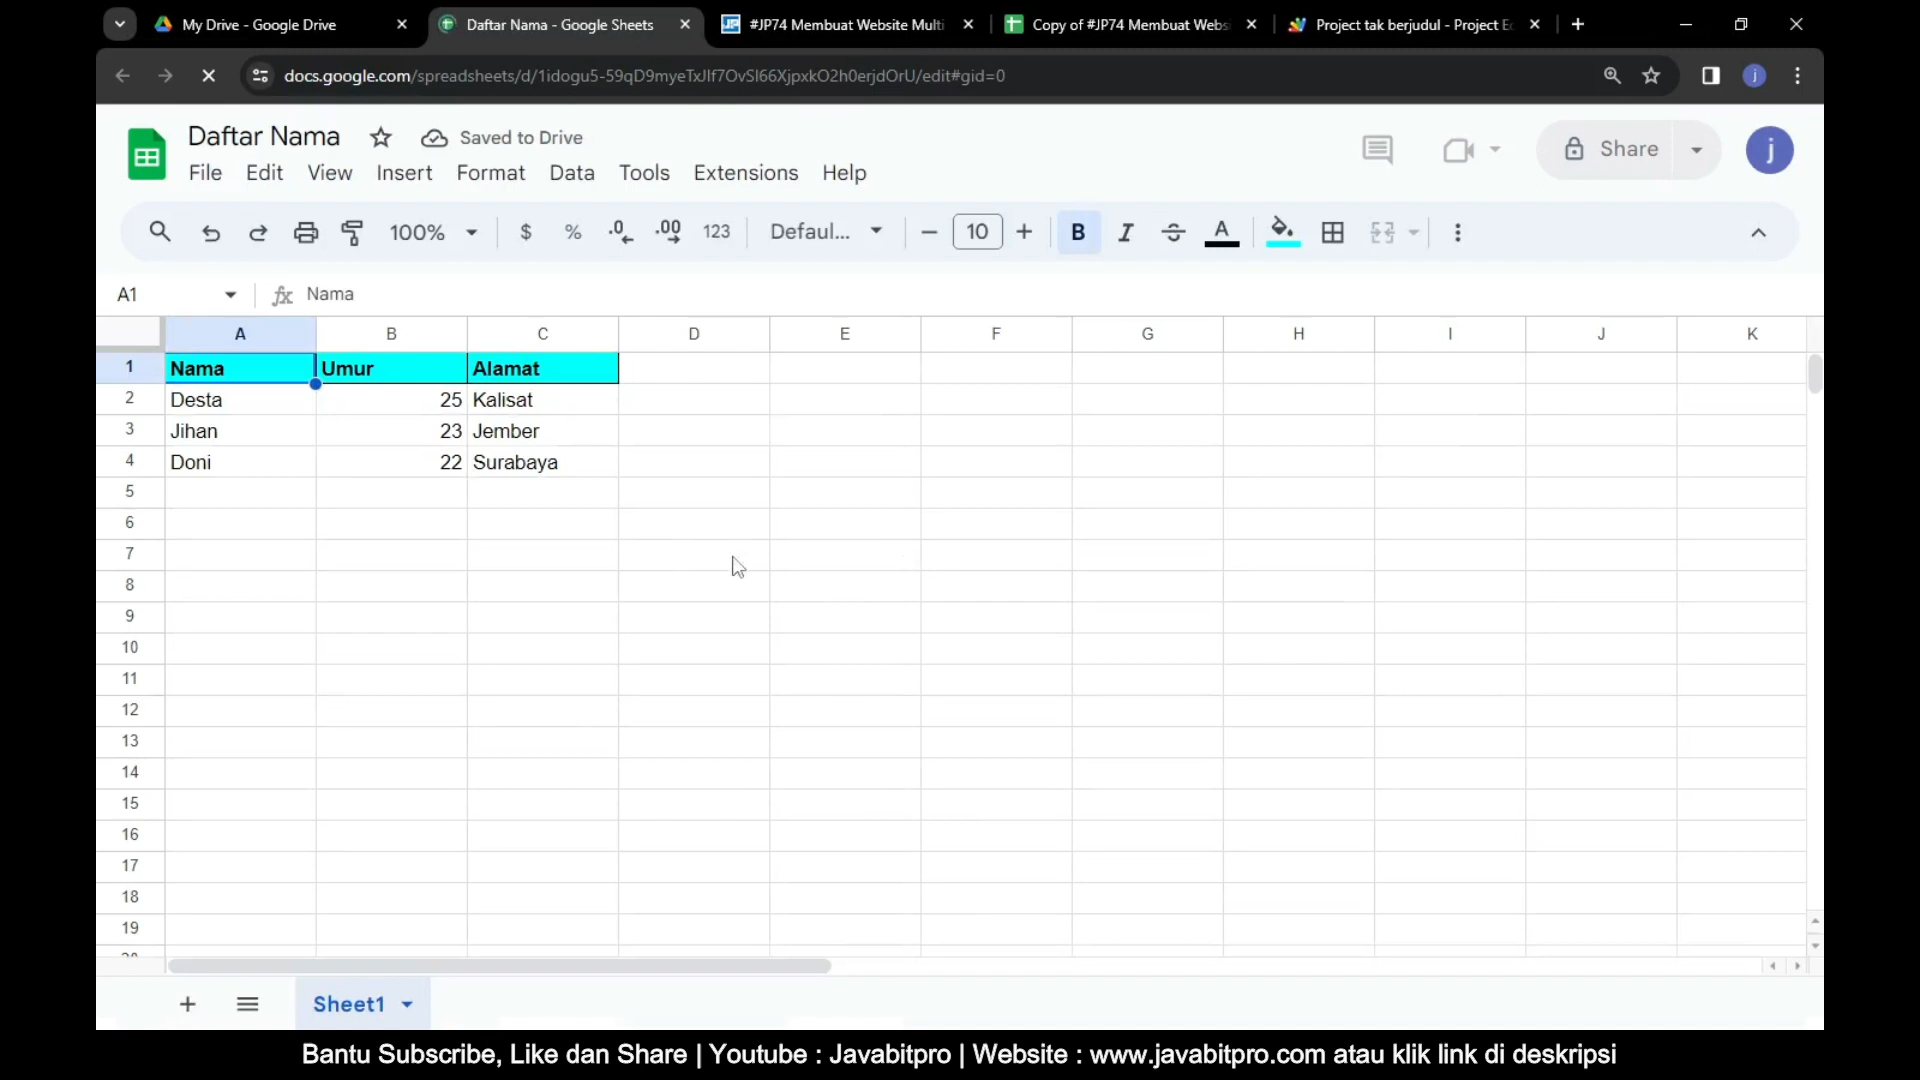 My Drive - Google Drive
Daftar Nama - Google Sheets
#JP74 Membuat Website Multi
Copy of #JP74 Membuat Webs
Project tak berjudul - Project Ec
docs.google.com/spreadsheets/d/1idogu5-59qD9myeTxJlf7OvSl66XjpxkO2h0erjdOrU/edit#gid=0
j
Daftar Nama
Saved to Drive
File Edit View Insert Format Data Tools Extensions Help
Share
j
100% $ % .0 .00 123 Defaul... 10 B I S A
A1 fx Nama
A B C D E F G H I J K
1 Nama Umur Alamat
2 Desta 25 Kalisat
3 Jihan 23 Jember
4 Doni 22 Surabaya
5
6
7
8
9
10
11
12
13
14
15
16
17
18
19
Sheet1
Bantu Subscribe, Like dan Share | Youtube : Javabitpro | Website : www.javabitpro.com atau klik link di deskripsi